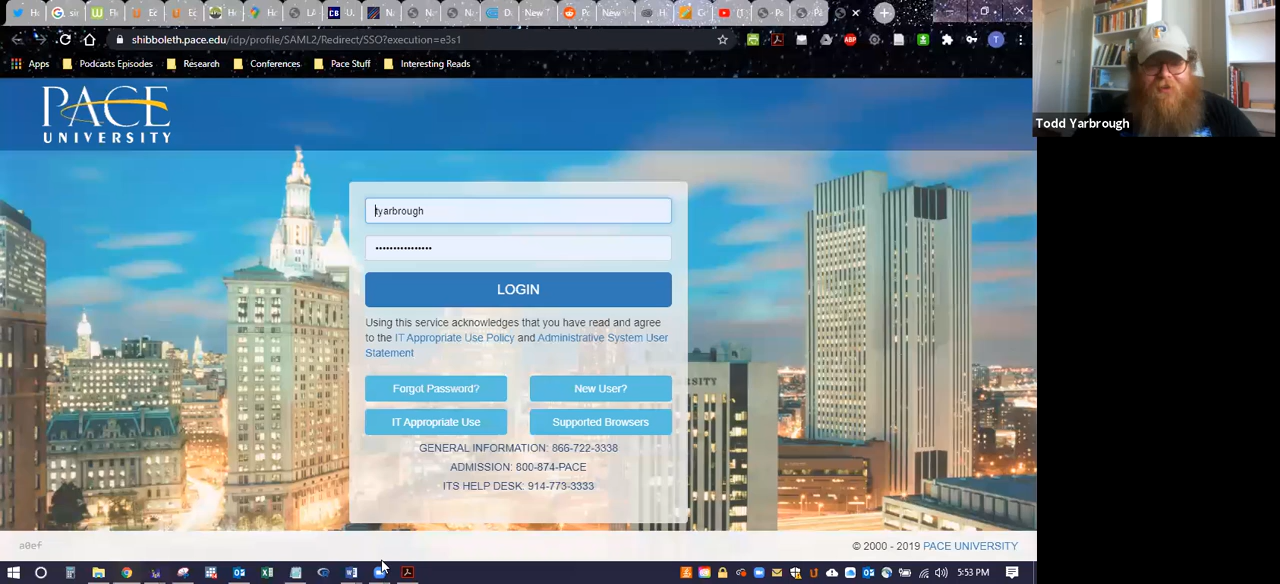 shibboleth.pace.edu/idp/profile/SAML2/Redirect/SSO?execution=e3s1
ABP
T
Apps Podcasts Episodes Research Conferences Pace Stuff Interesting Reads
PACE
UNIVERSITY
Todd Yarbrough
tyarbrough
••••••••••••••••
LOGIN
Using this service acknowledges that you have read and agree
to the IT Appropriate Use Policy and Administrative System User
Statement
Forgot Password? New User?
IT Appropriate Use Supported Browsers
GENERAL INFORMATION: 866-722-3338
ADMISSION: 800-874-PACE
ITS HELP DESK: 914-773-3333
a0ef
© 2000 - 2019 PACE UNIVERSITY
5:53 PM